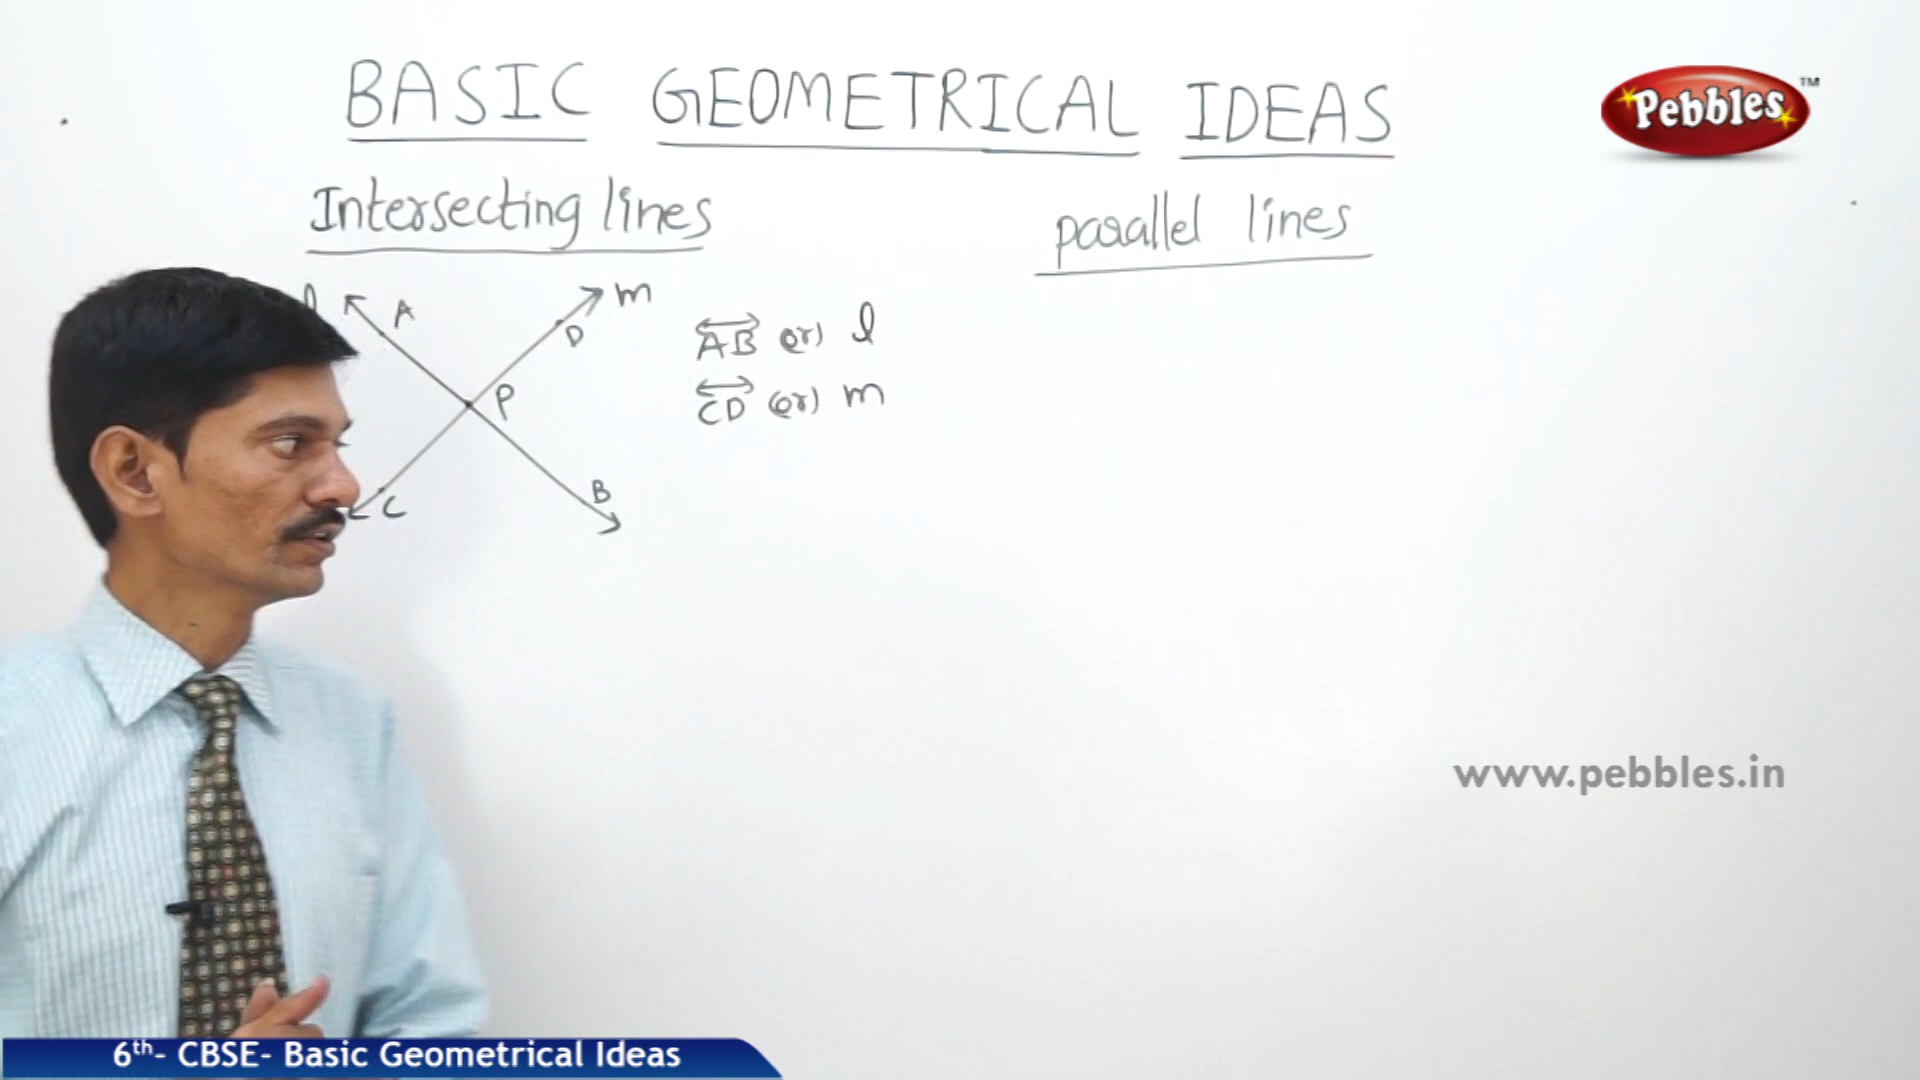 BASIC GEOMETRICAL IDEAS
Pebbles™
Intersecting lines
parallel lines
l A D m
P
C B
AB (or) l
CD (or) m
www.pebbles.in
6th- CBSE- Basic Geometrical Ideas